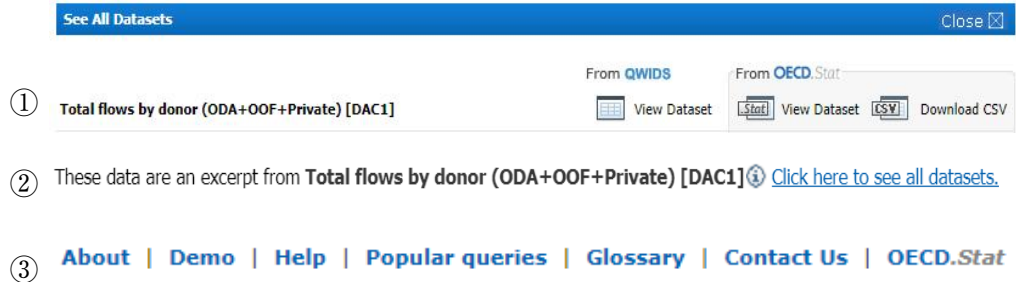 See All Datasets Close
From QWIDS From OECD.Stat
① Total flows by donor (ODA+OOF+Private) [DAC1] View Dataset .Stat View Dataset CSV Download CSV
② These data are an excerpt from Total flows by donor (ODA+OOF+Private) [DAC1] i Click here to see all datasets.
③ About | Demo | Help | Popular queries | Glossary | Contact Us | OECD.Stat